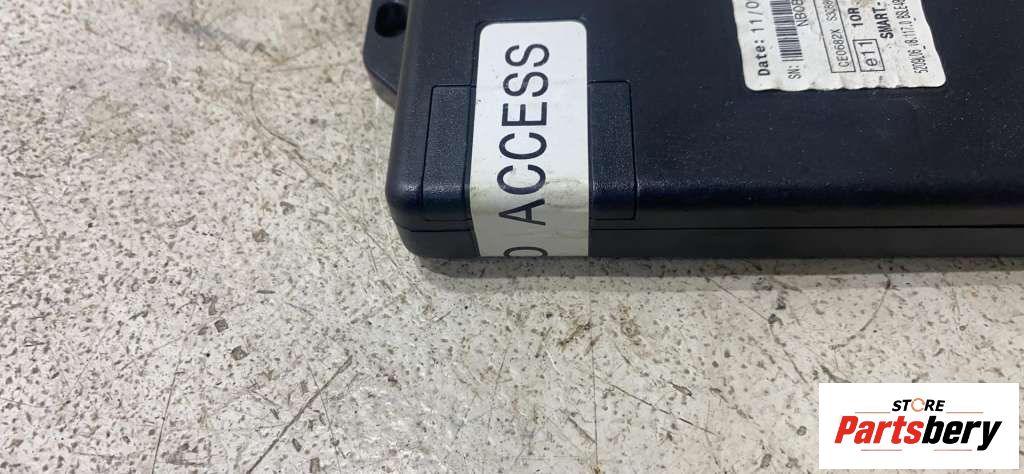 O ACCESS
Date: 11/0
SN:
CE0682X
e11 10R
SMART-
STORE
Partsbery